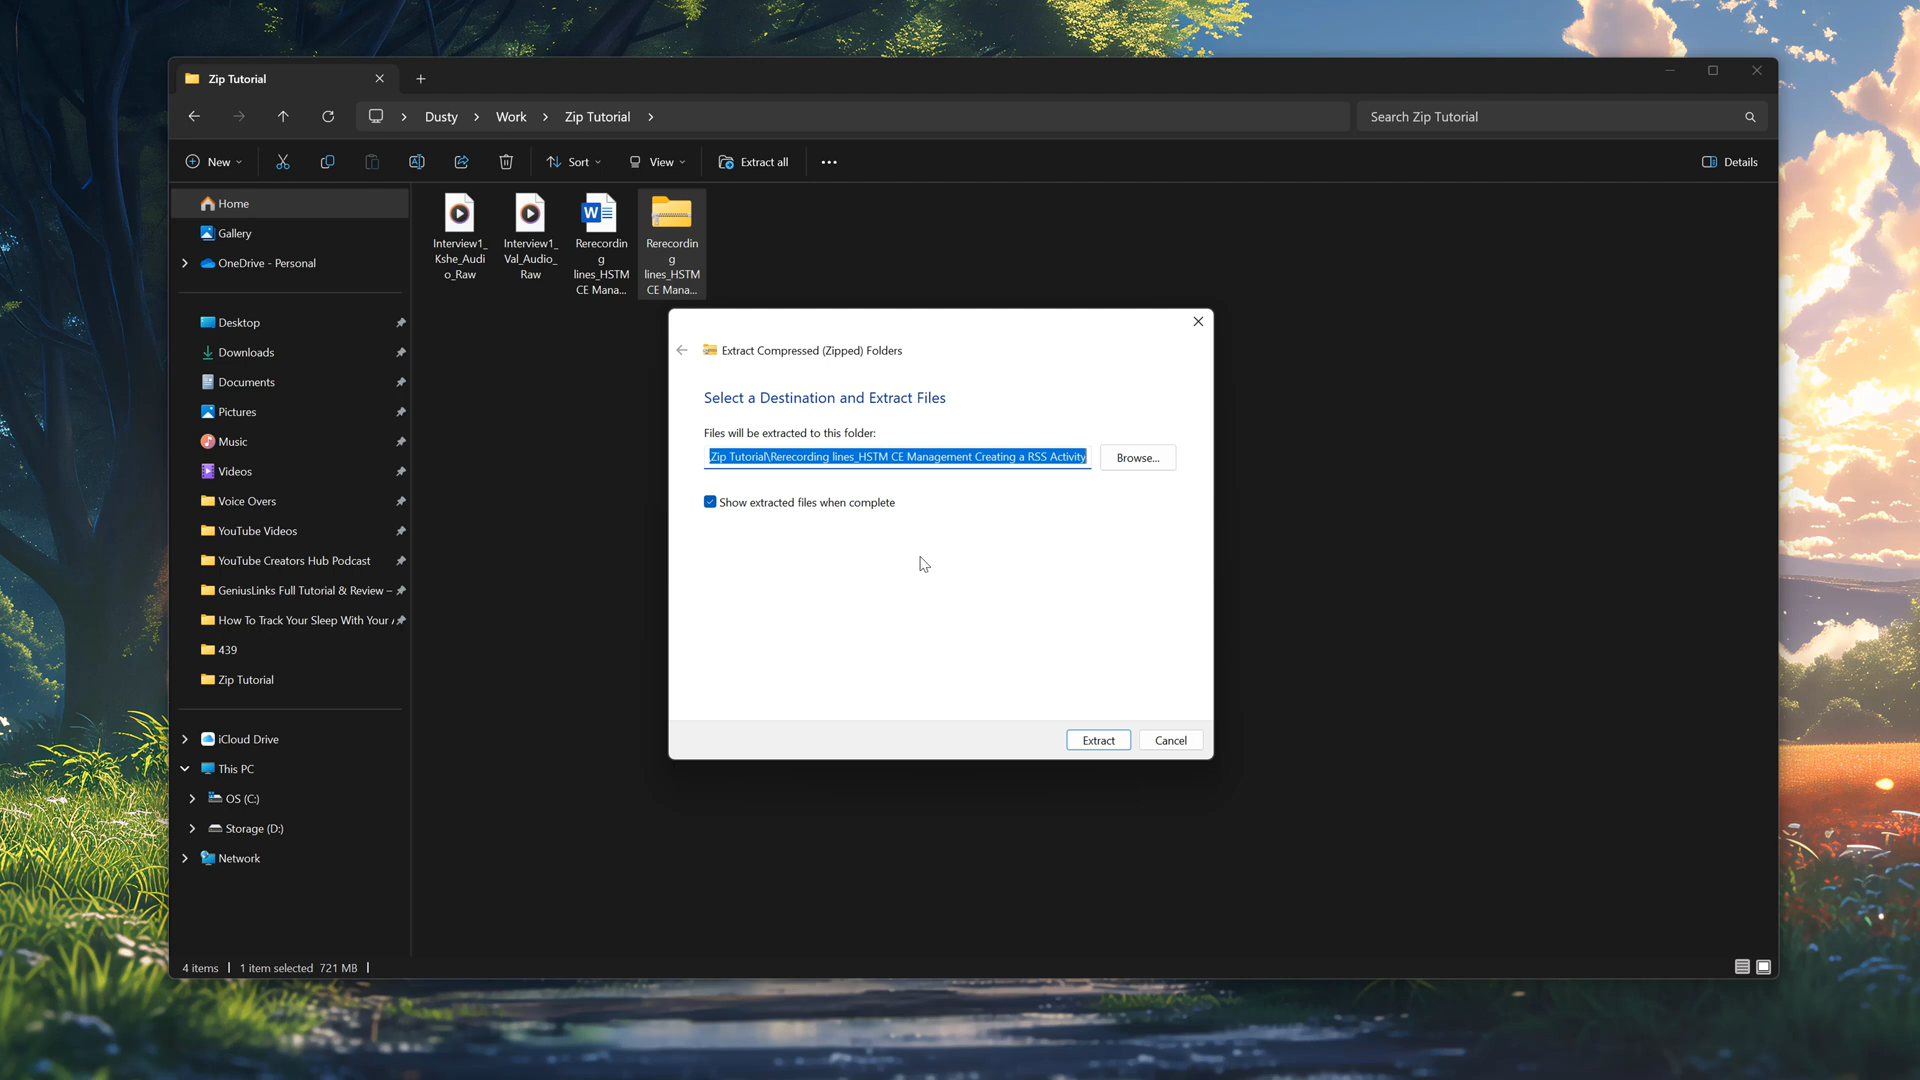 Zip Tutorial
Dusty > Work > Zip Tutorial >
Search Zip Tutorial
New
Sort
View
Extract all
Details
Home
Gallery
OneDrive - Personal
Desktop
Downloads
Documents
Pictures
Music
Videos
Voice Overs
YouTube Videos
YouTube Creators Hub Podcast
GeniusLinks Full Tutorial & Review –
How To Track Your Sleep With Your
439
Zip Tutorial
iCloud Drive
This PC
OS (C:)
Storage (D:)
Network
Interview1_
Kshe_Audi
o_Raw
Interview1_
Val_Audio_
Raw
Rerecordin
g
lines_HSTM
CE Mana...
Rerecordin
g
lines_HSTM
CE Mana...
Extract Compressed (Zipped) Folders
Select a Destination and Extract Files
Files will be extracted to this folder:
Zip Tutorial\Rerecording lines_HSTM CE Management Creating a RSS Activity
Browse...
Show extracted files when complete
Extract
Cancel
4 items
1 item selected 721 MB